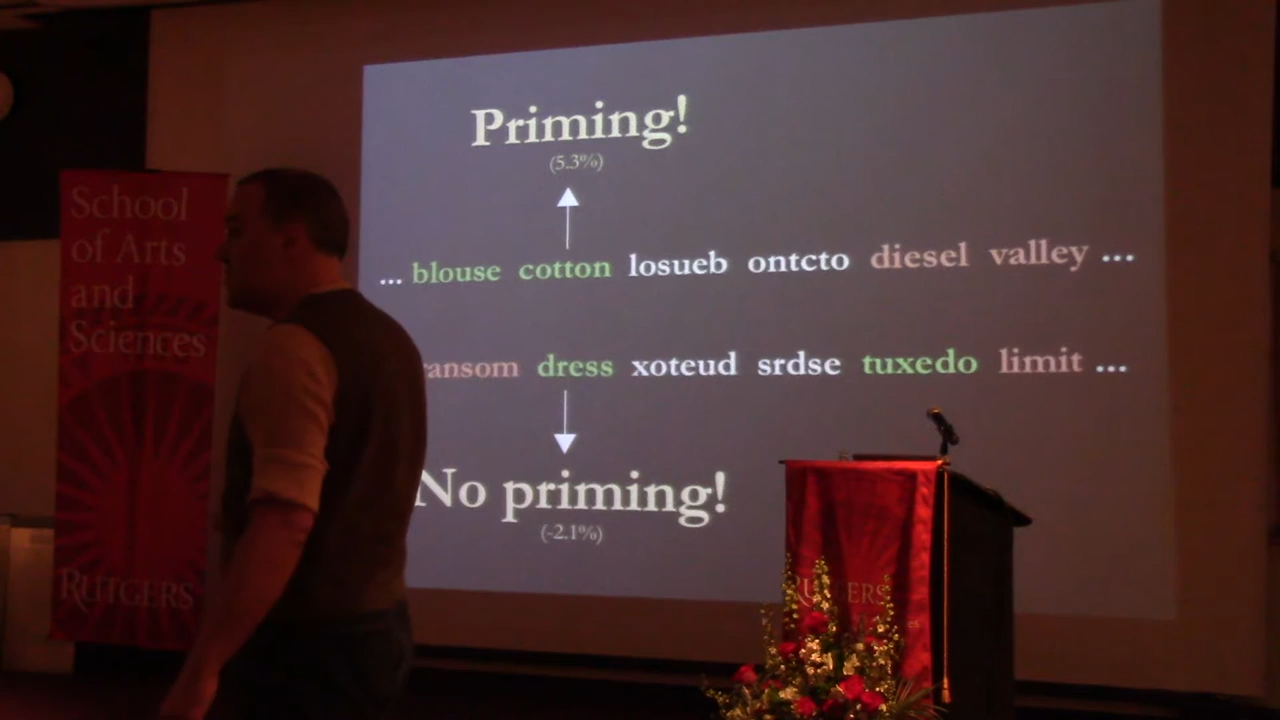 School
of Arts
and
Sciences
RUTGERS
Priming!
(5.3%)
... blouse cotton losueb ontcto diesel valley ...
dress xoteud srdse tuxedo limit ...
No priming!
(-2.1%)
RUTGERS